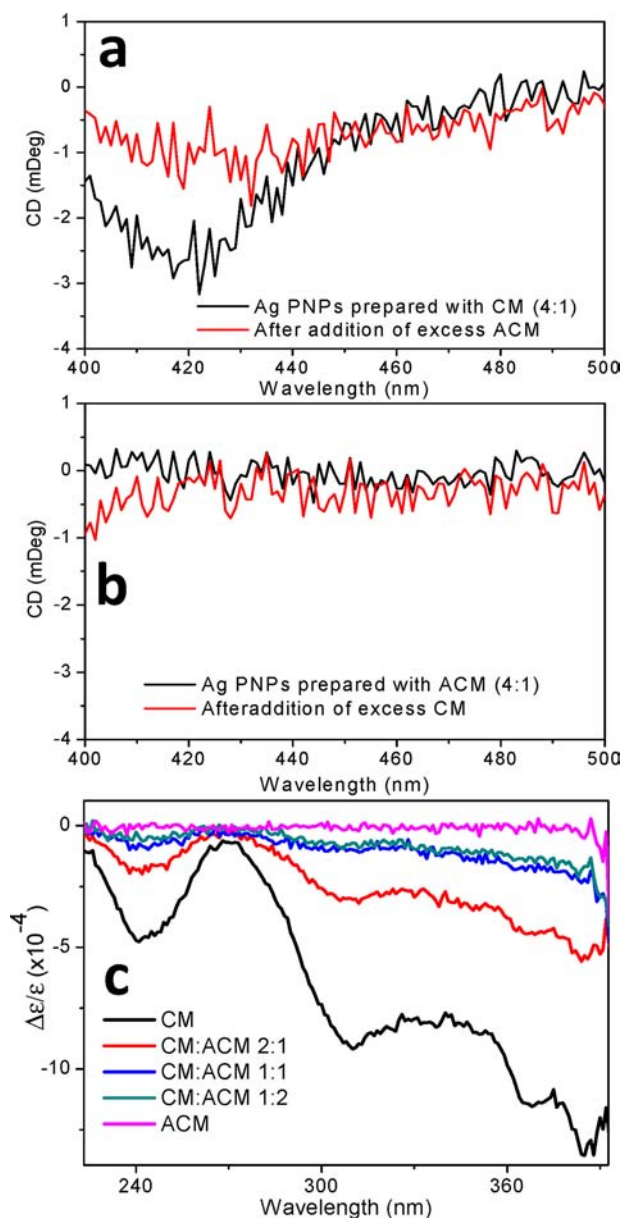 a
1
0
-1
-2
-3
-4
CD (mDeg)
Ag PNPs prepared with CM (4:1)
After addition of excess ACM
400 420 440 460 480 500
Wavelength (nm)
b
1
0
-1
-2
-3
-4
CD (mDeg)
Ag PNPs prepared with ACM (4:1)
Afteraddition of excess CM
400 420 440 460 480 500
Wavelength (nm)
c
0
-5
-10
Δε/ε (x10⁻⁴)
CM
CM:ACM 2:1
CM:ACM 1:1
CM:ACM 1:2
ACM
240 300 360
Wavelength (nm)